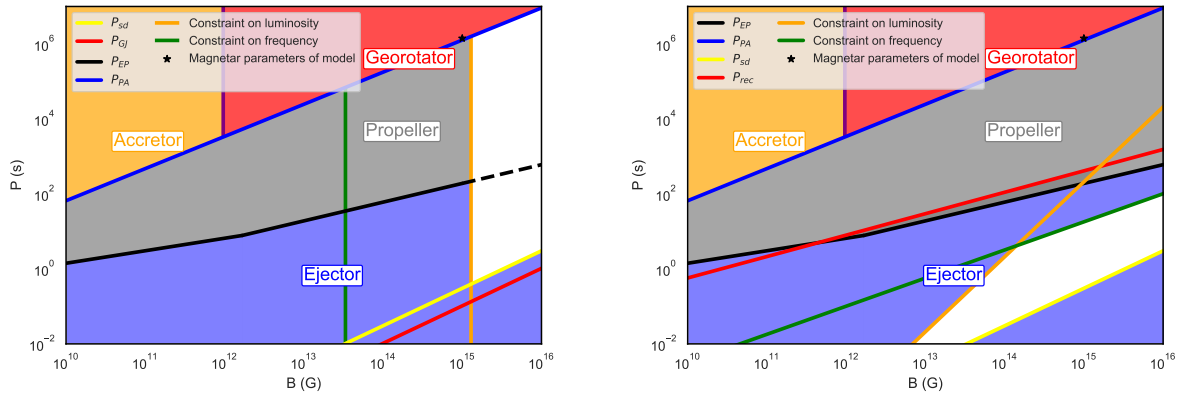 P_sd
P_GJ
P_EP
P_PA
Constraint on luminosity
Constraint on frequency
Magnetar parameters of model
Georotator
Accretor
Propeller
Ejector
P (s)
10^6
10^4
10^2
10^0
10^-2
10^10
10^11
10^12
10^13
10^14
10^15
10^16
B (G)
P_EP
P_PA
P_sd
P_rec
Constraint on luminosity
Constraint on frequency
Magnetar parameters of model
Georotator
Accretor
Propeller
Ejector
P (s)
10^6
10^4
10^2
10^0
10^-2
10^10
10^11
10^12
10^13
10^14
10^15
10^16
B (G)